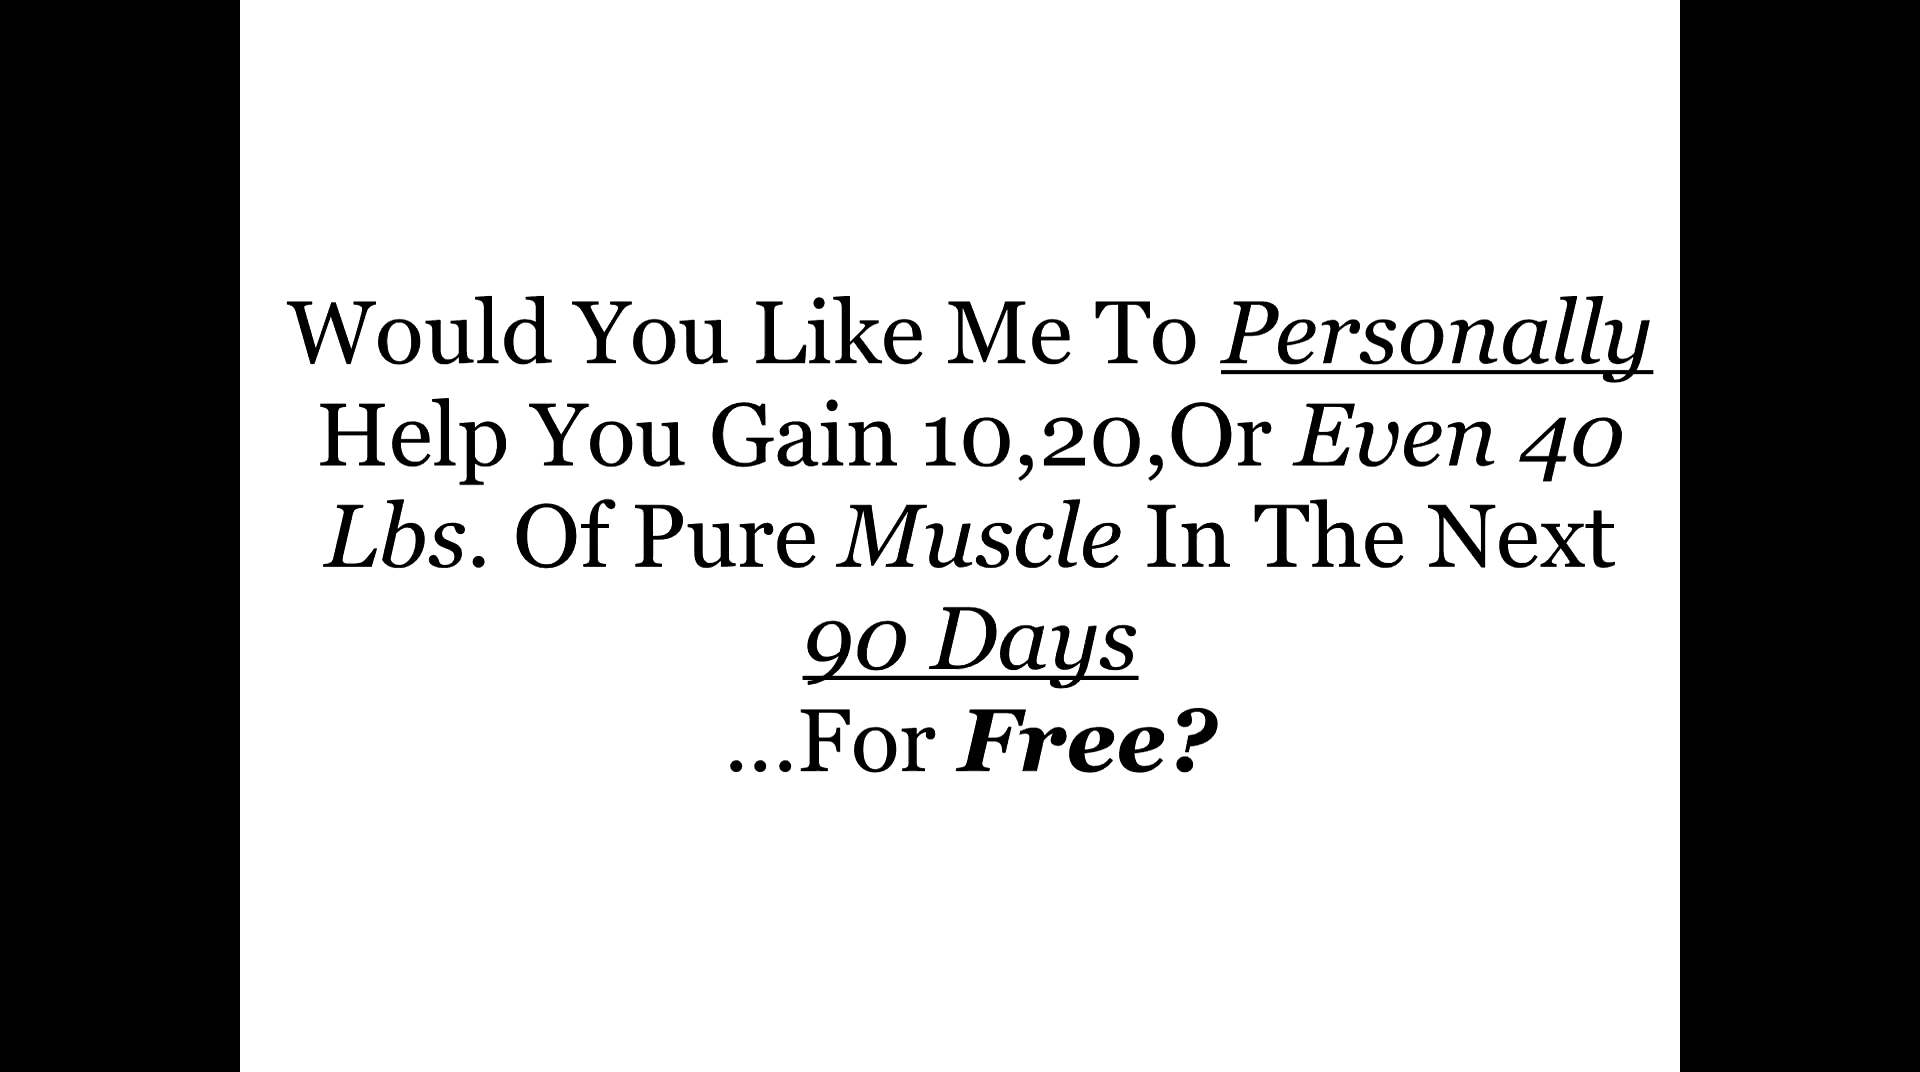 Would You Like Me To Personally
Help You Gain 10,20,Or Even 40
Lbs. Of Pure Muscle In The Next
90 Days
...For Free?